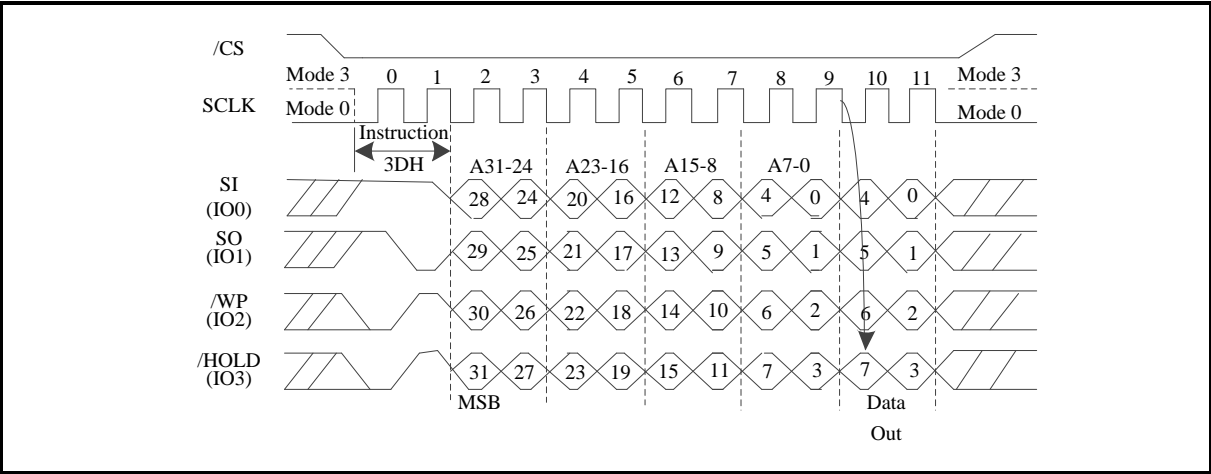 /CS
Mode 3 0 1 2 3 4 5 6 7 8 9 10 11 Mode 3
SCLK
Mode 0 Mode 0
Instruction
3DH A31-24 A23-16 A15-8 A7-0
SI
(IO0) 28 24 20 16 12 8 4 0 4 0
SO
(IO1) 29 25 21 17 13 9 5 1 5 1
/WP
(IO2) 30 26 22 18 14 10 6 2 6 2
/HOLD
(IO3) 31 27 23 19 15 11 7 3 7 3
MSB Data
Out